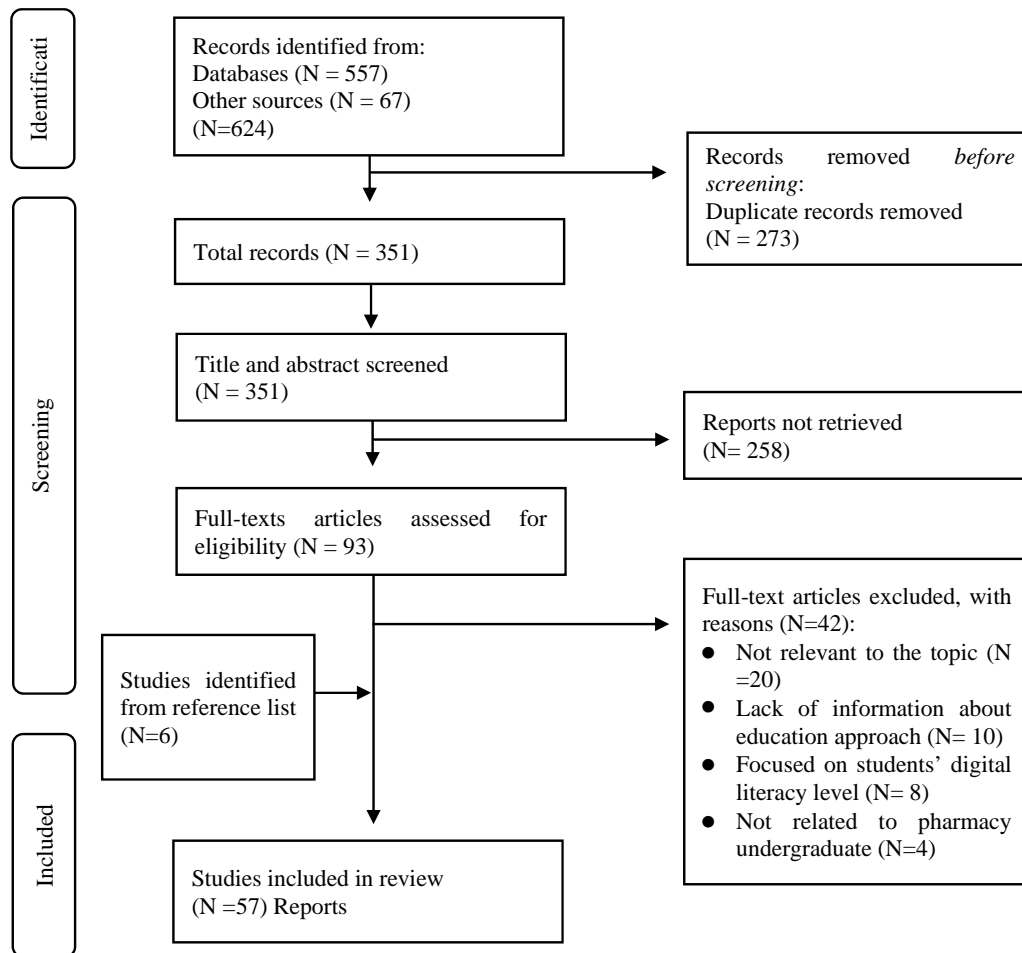 Identificati
Records identified from:
Databases (N = 557)
Other sources (N = 67)
(N=624)
Records removed before
screening:
Duplicate records removed
(N = 273)
Screening
Total records (N = 351)
Title and abstract screened
(N = 351)
Reports not retrieved
(N= 258)
Full-texts articles assessed for
eligibility (N = 93)
Full-text articles excluded, with
reasons (N=42):
● Not relevant to the topic (N
=20)
● Lack of information about
education approach (N= 10)
● Focused on students’ digital
literacy level (N= 8)
● Not related to pharmacy
undergraduate (N=4)
Studies identified
from reference list
(N=6)
Included
Studies included in review
(N =57) Reports